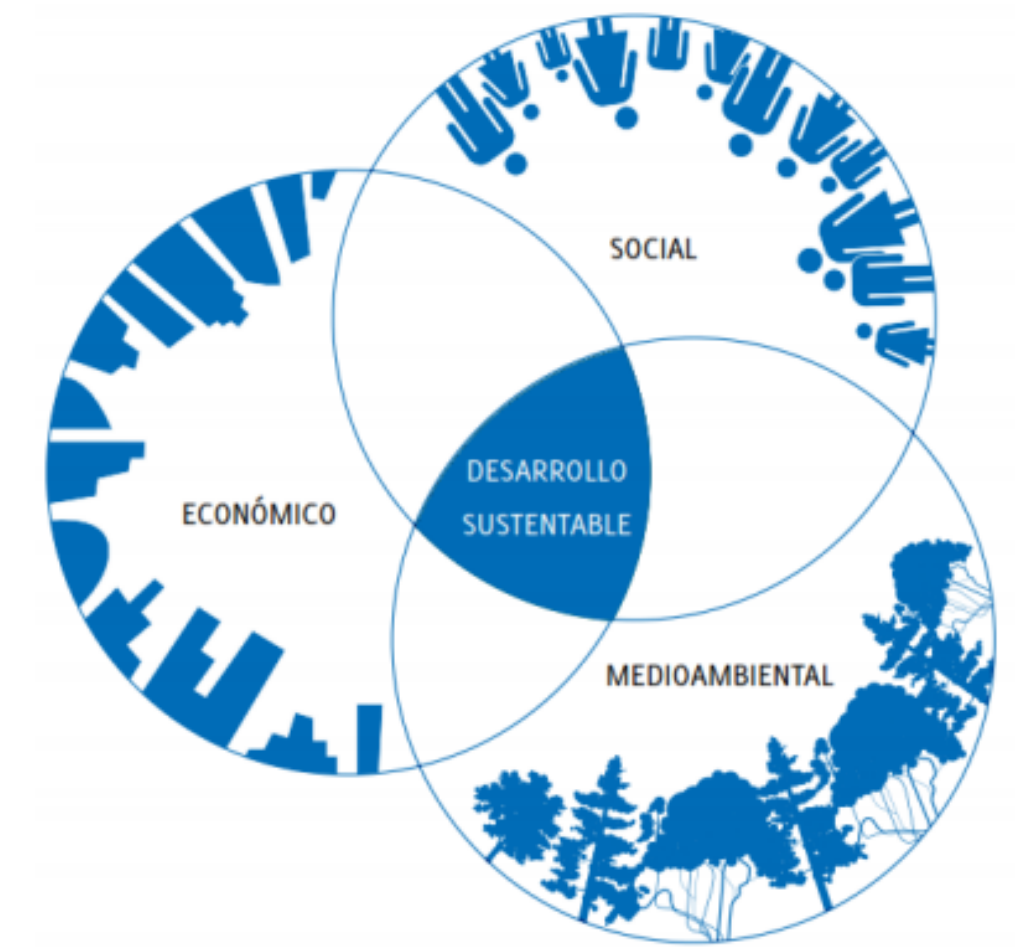 SOCIAL
DESARROLLO
SUSTENTABLE
ECONÓMICO
MEDIOAMBIENTAL